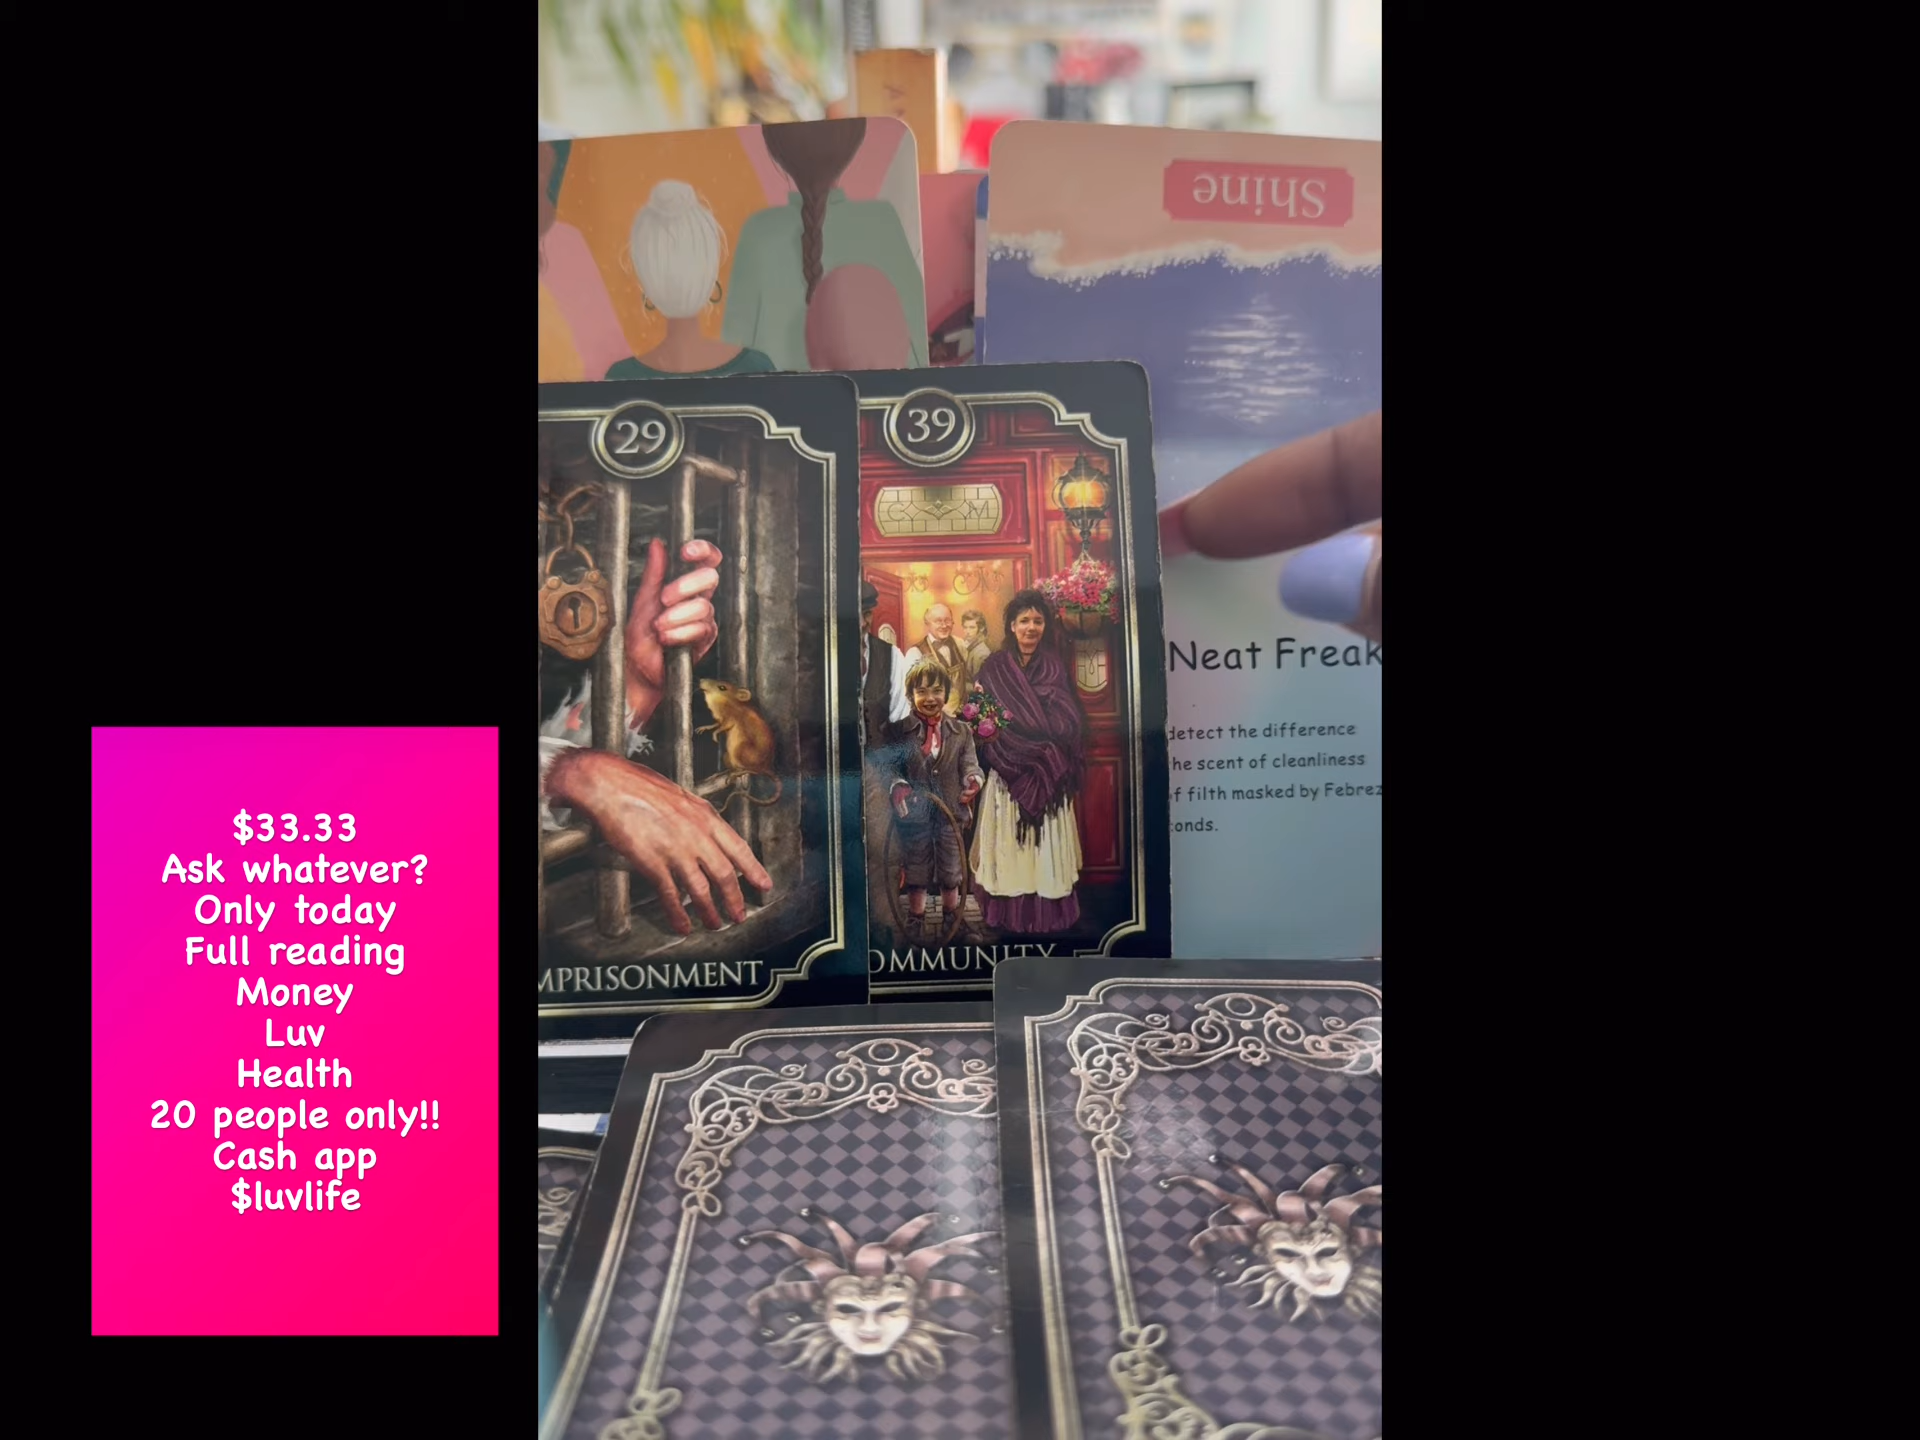 $33.33
Ask whatever?
Only today
Full reading
Money
Luv
Health
20 people only!!
Cash app
$luvlife
Shine
29
39
C M
MPRISONMENT
OMMUNITY
Neat Freak
detect the difference
he scent of cleanliness
f filth masked by Febrez
onds.